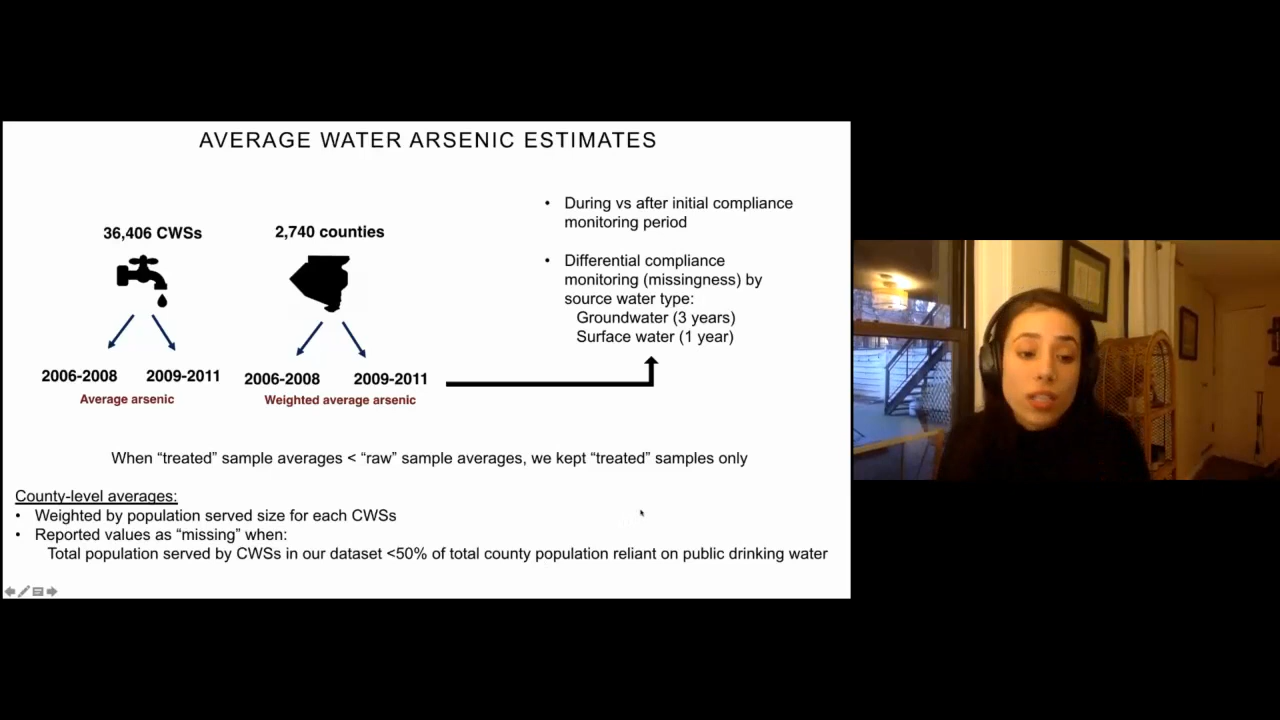 AVERAGE WATER ARSENIC ESTIMATES
36,406 CWSs
2,740 counties
2006-2008
2009-2011
Average arsenic
2006-2008
2009-2011
Weighted average arsenic
• During vs after initial compliance
monitoring period
• Differential compliance
monitoring (missingness) by
source water type:
Groundwater (3 years)
Surface water (1 year)
When “treated” sample averages < “raw” sample averages, we kept “treated” samples only
County-level averages:
• Weighted by population served size for each CWSs
• Reported values as “missing” when:
Total population served by CWSs in our dataset <50% of total county population reliant on public drinking water